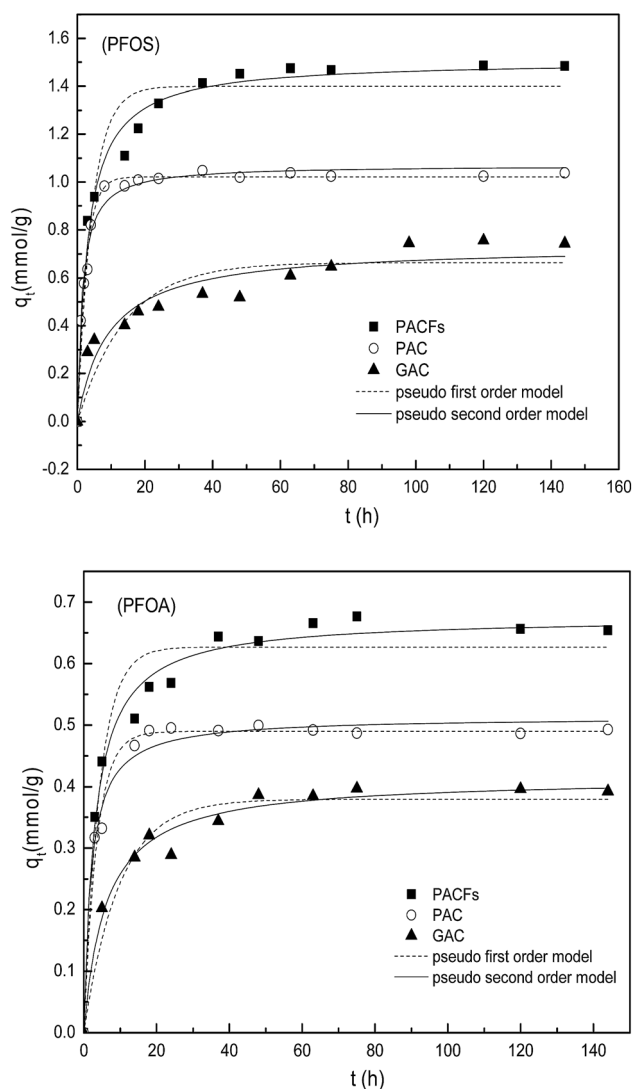 (PFOS)
q_t(mmol/g)
1.6
1.4
1.2
1.0
0.8
0.6
0.4
0.2
0.0
-0.2
PACFs
PAC
GAC
pseudo first order model
pseudo second order model
0 20 40 60 80 100 120 140 160
t (h)
(PFOA)
q_t(mmol/g)
0.7
0.6
0.5
0.4
0.3
0.2
0.1
0.0
PACFs
PAC
GAC
pseudo first order model
pseudo second order model
0 20 40 60 80 100 120 140
t (h)